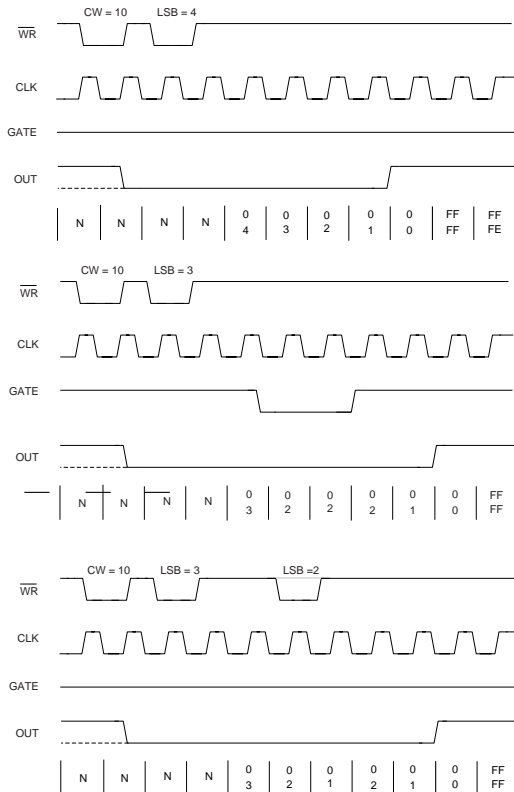 CW = 10 LSB = 4
WR
CLK
GATE
OUT
N N N N 0 0 0 0 0 FF FF
4 3 2 1 0 FF FE
CW = 10 LSB = 3
WR
CLK
GATE
OUT
N N N N 0 0 0 0 0 0 FF
3 2 2 2 1 0 FF
CW = 10 LSB = 3 LSB =2
WR
CLK
GATE
OUT
N N N N 0 0 0 0 0 0 FF
3 2 1 2 1 0 FF